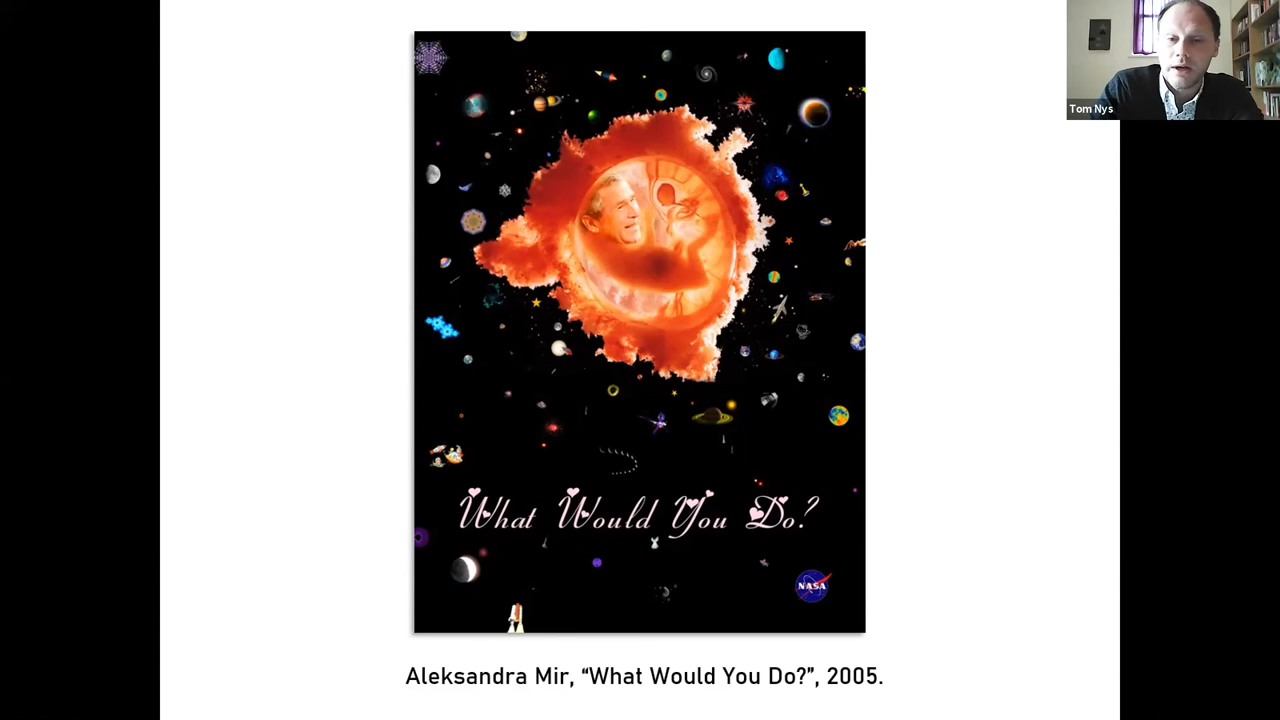 Tom Nys
What Would You Do?
NASA
Aleksandra Mir, “What Would You Do?”, 2005.